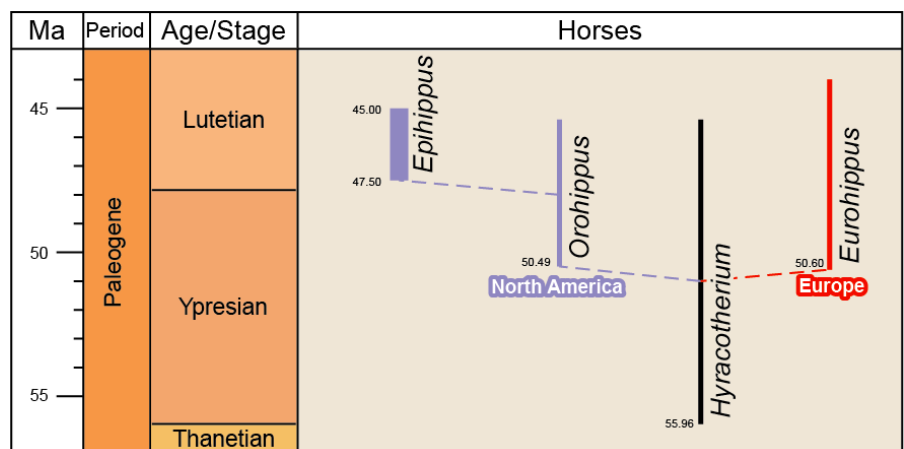 Ma
Period
Age/Stage
Horses
45
50
55
Paleogene
Lutetian
Ypresian
Thanetian
45.00
47.50
Epihippus
50.49
Orohippus
North America
55.96
Hyracotherium
50.60
Eurohippus
Europe